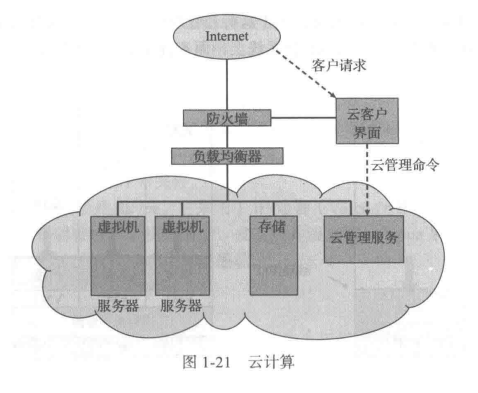 Internet
客户请求
防火墙
云客户
界面
负载均衡器
云管理命令
虚拟机
虚拟机
存储
云管理服务
服务器
服务器
图 1-21 云计算